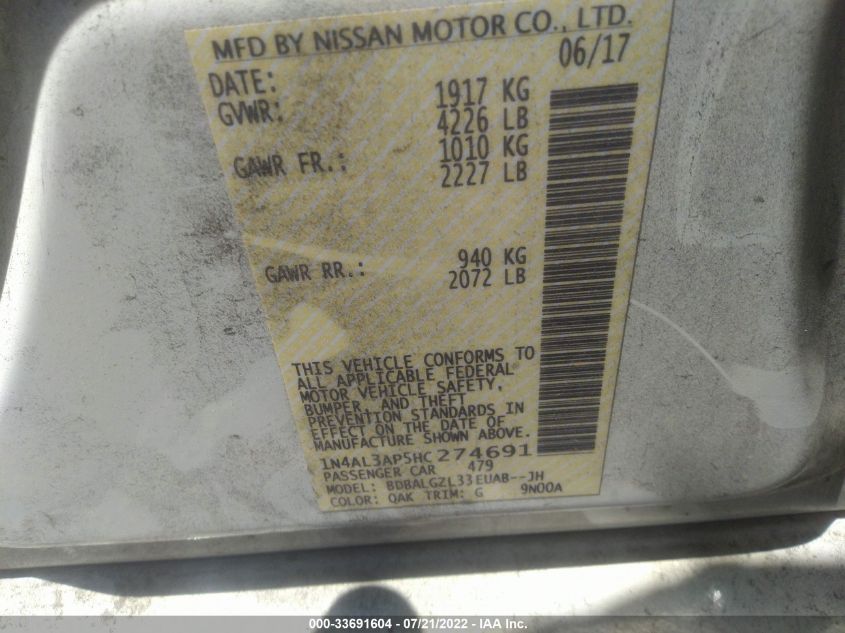 MFD BY NISSAN MOTOR CO., LTD.
DATE: 06/17
GVWR: 1917 KG
4226 LB
GAWR FR.: 1010 KG
2227 LB
GAWR RR.: 940 KG
2072 LB
THIS VEHICLE CONFORMS TO
ALL APPLICABLE FEDERAL
MOTOR VEHICLE SAFETY,
BUMPER, AND THEFT
PREVENTION STANDARDS IN
EFFECT ON THE DATE OF
MANUFACTURE SHOWN ABOVE.
1N4AL3AP5HC274691
PASSENGER CAR 479
MODEL: BDBALGZL33EUAB--JH
COLOR: QAK TRIM: G 9N00A
000-33691604 - 07/21/2022 - IAA Inc.